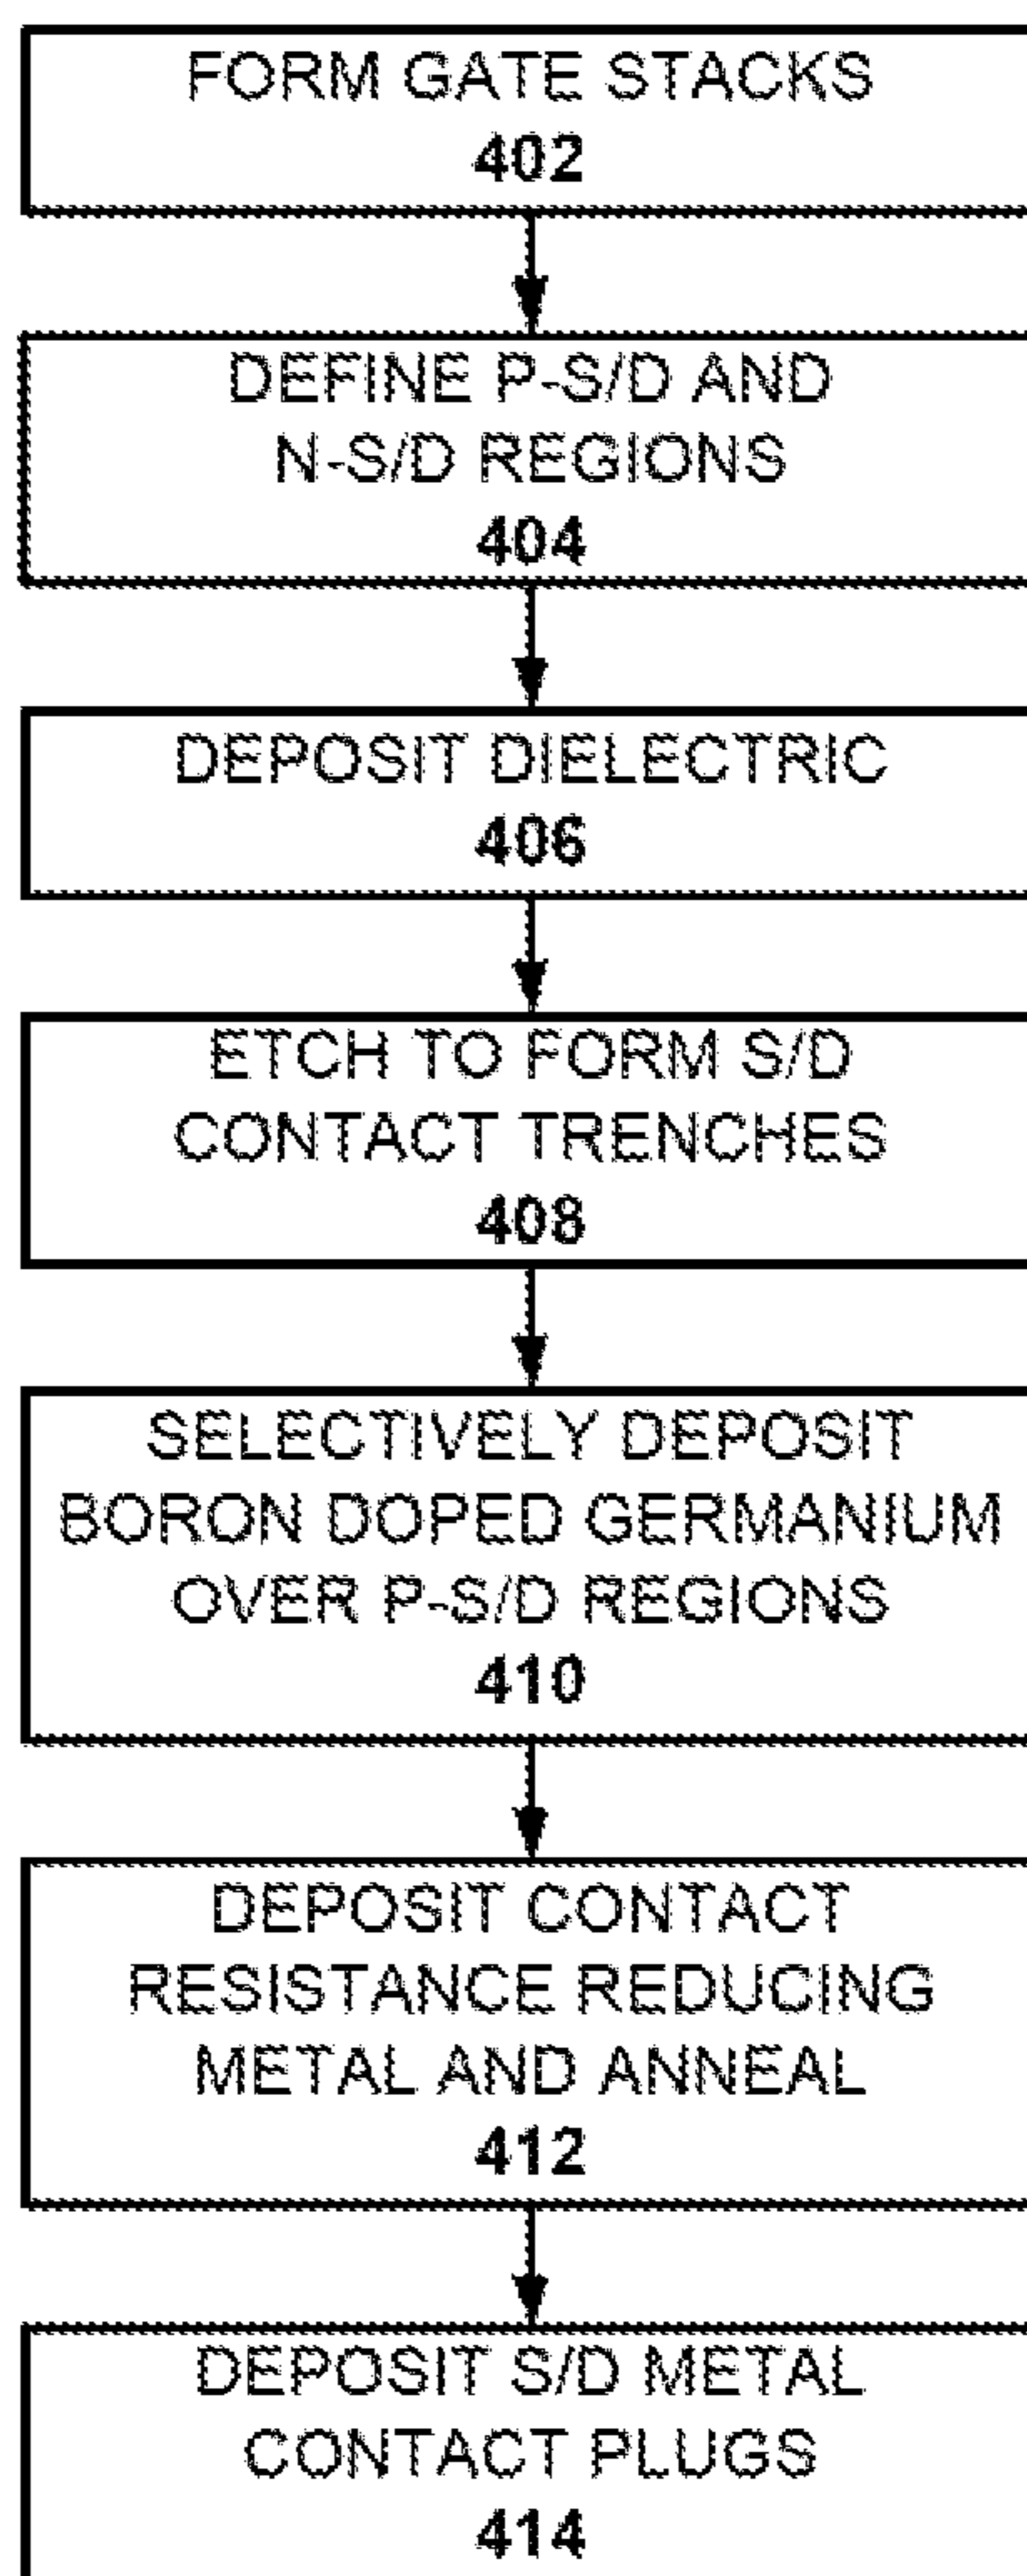 FORM GATE STACKS
402
DEFINE P-S/D AND
N-S/D REGIONS
404
DEPOSIT DIELECTRIC
406
ETCH TO FORM S/D
CONTACT TRENCHES
408
SELECTIVELY DEPOSIT
BORON DOPED GERMANIUM
OVER P-S/D REGIONS
410
DEPOSIT CONTACT
RESISTANCE REDUCING
METAL AND ANNEAL
412
DEPOSIT S/D METAL
CONTACT PLUGS
414